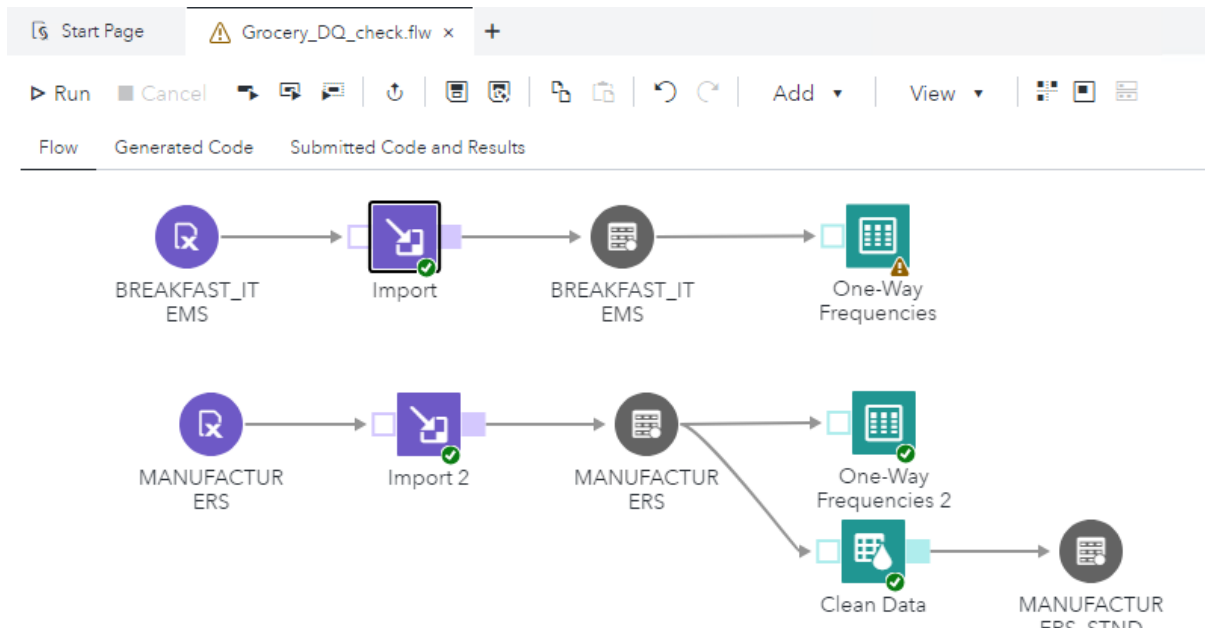 Start Page
Grocery_DQ_check.flw
Run
Cancel
Add
View
Flow
Generated Code
Submitted Code and Results
BREAKFAST_IT
EMS
Import
BREAKFAST_IT
EMS
One-Way
Frequencies
MANUFACTUR
ERS
Import 2
MANUFACTUR
ERS
One-Way
Frequencies 2
Clean Data
MANUFACTUR
ERS_STND